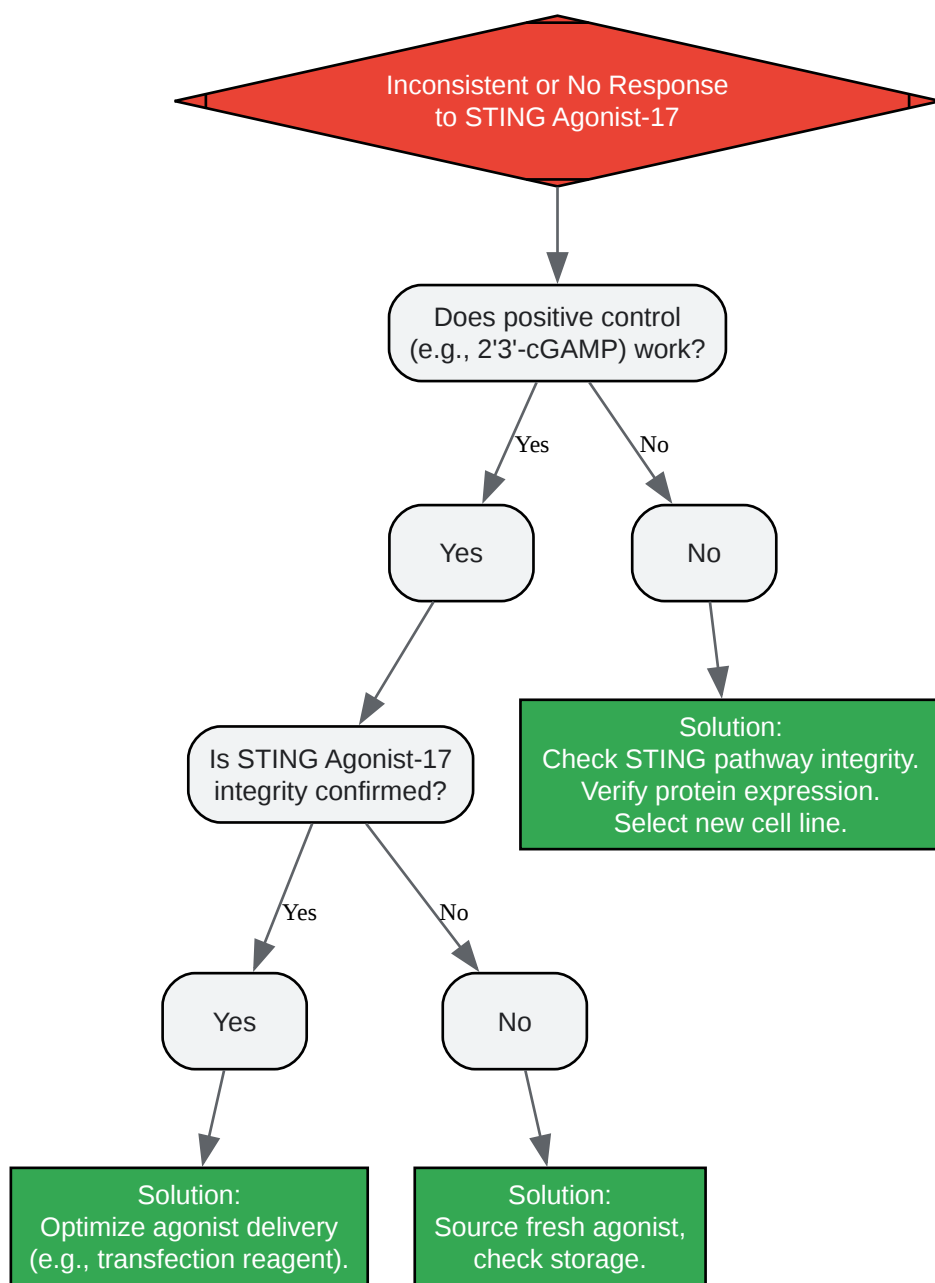 Inconsistent or No Response
to STING Agonist-17
Does positive control
(e.g., 2'3'-cGAMP) work?
Yes
No
Yes
No
Solution:
Check STING pathway integrity.
Verify protein expression.
Select new cell line.
Is STING Agonist-17
integrity confirmed?
Yes
No
Yes
No
Solution:
Optimize agonist delivery
(e.g., transfection reagent).
Solution:
Source fresh agonist,
check storage.